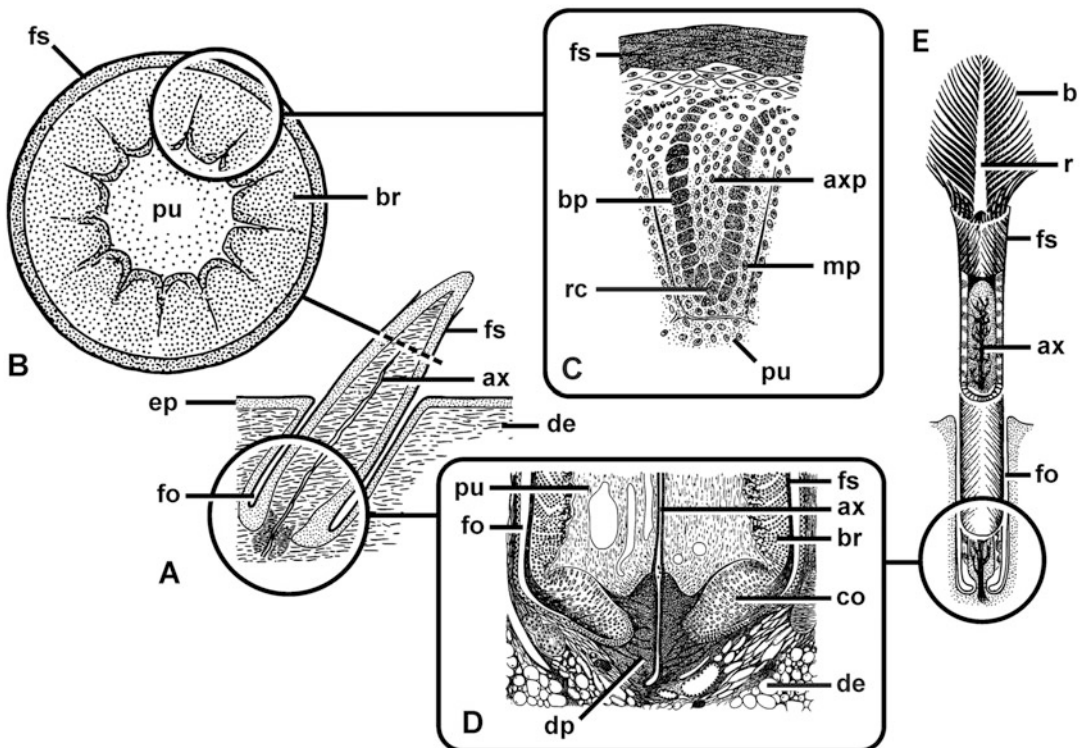 fs
pu
br
B
fs
axp
bp
mp
rc
pu
C
E
b
r
fs
ax
fo
fs
ax
ep
de
fo
A
pu
fo
fs
ax
br
co
de
dp
D